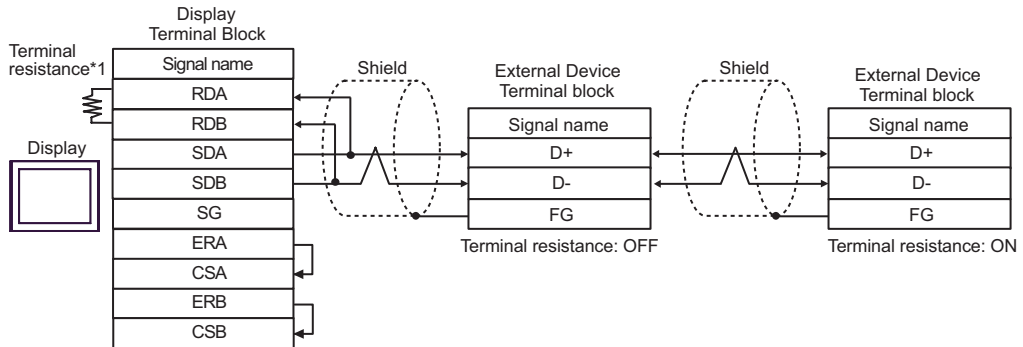 Display
Terminal Block
Terminal
resistance*1
Signal name
RDA
RDB
SDA
SDB
SG
ERA
CSA
ERB
CSB
Display
Shield
External Device
Terminal block
Signal name
D+
D-
FG
Terminal resistance: OFF
Shield
External Device
Terminal block
Signal name
D+
D-
FG
Terminal resistance: ON